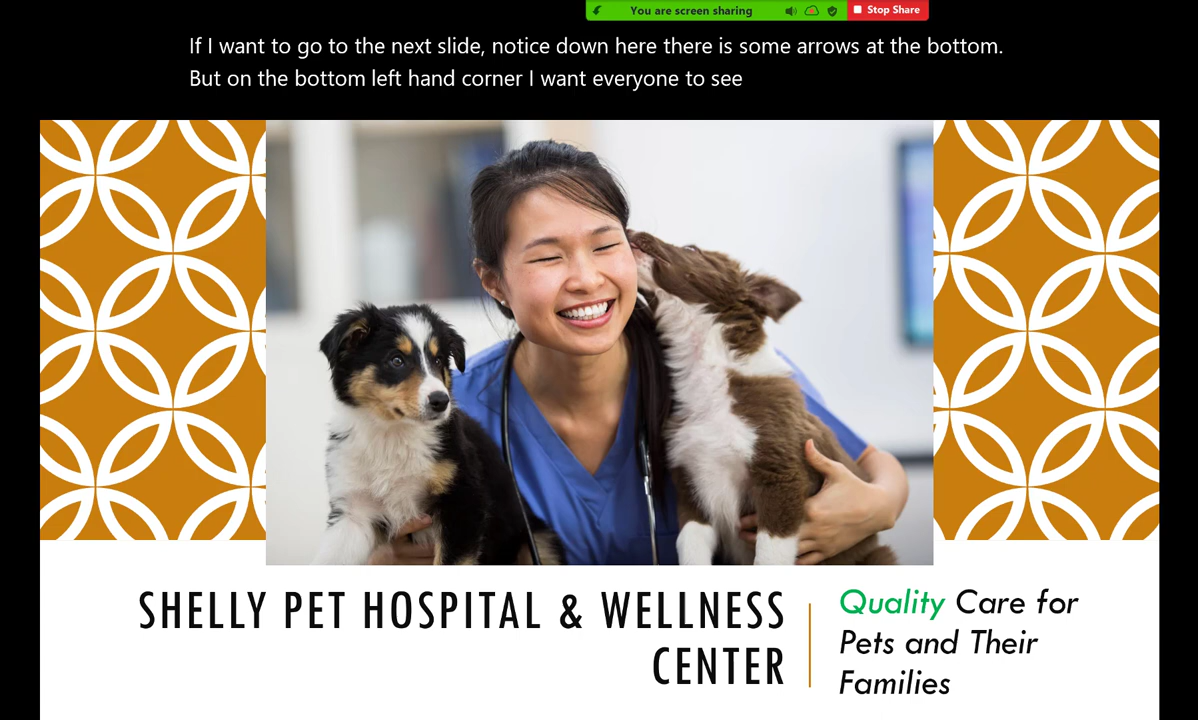 You are screen sharing
Stop Share
If I want to go to the next slide, notice down here there is some arrows at the bottom.
But on the bottom left hand corner I want everyone to see
SHELLY PET HOSPITAL & WELLNESS
CENTER
Quality Care for
Pets and Their
Families